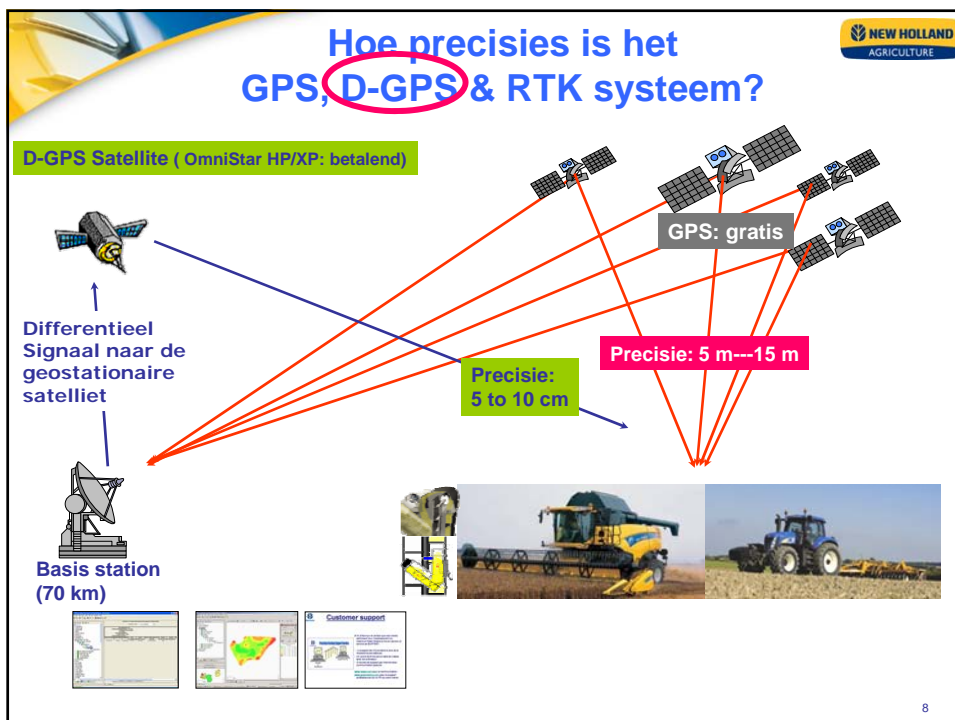 Hoe precisies is het
GPS, D-GPS & RTK systeem?
NEW HOLLAND
AGRICULTURE
D-GPS Satellite ( OmniStar HP/XP: betalend)
GPS: gratis
Differentieel
Signaal naar de
geostationaire
satelliet
Precisie: 5 m---15 m
Precisie:
5 to 10 cm
Basis station
(70 km)
Customer support
8